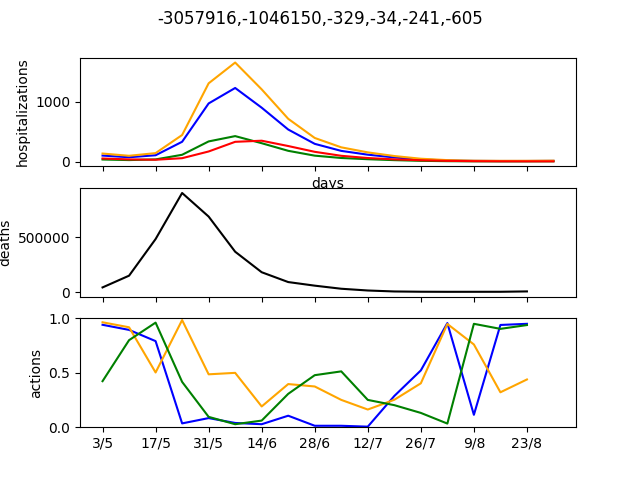 -3057916,-1046150,-329,-34,-241,-605
hospitalizations
1000
0
days
deaths
500000
0
actions
1.0
0.5
0.0
3/5 17/5 31/5 14/6 28/6 12/7 26/7 9/8 23/8